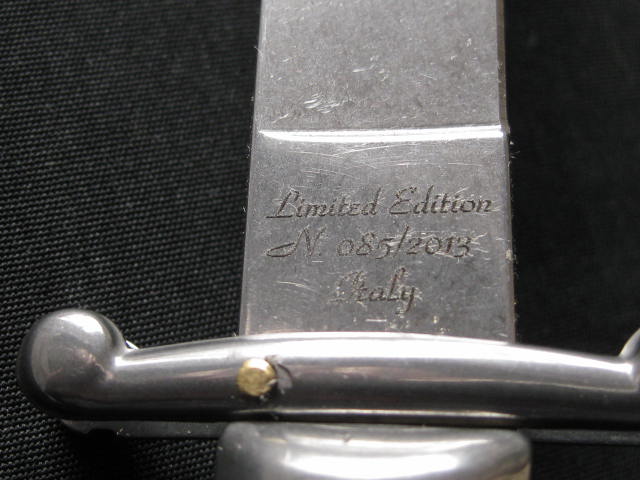 Limited Edition
N. 085/2013
Italy